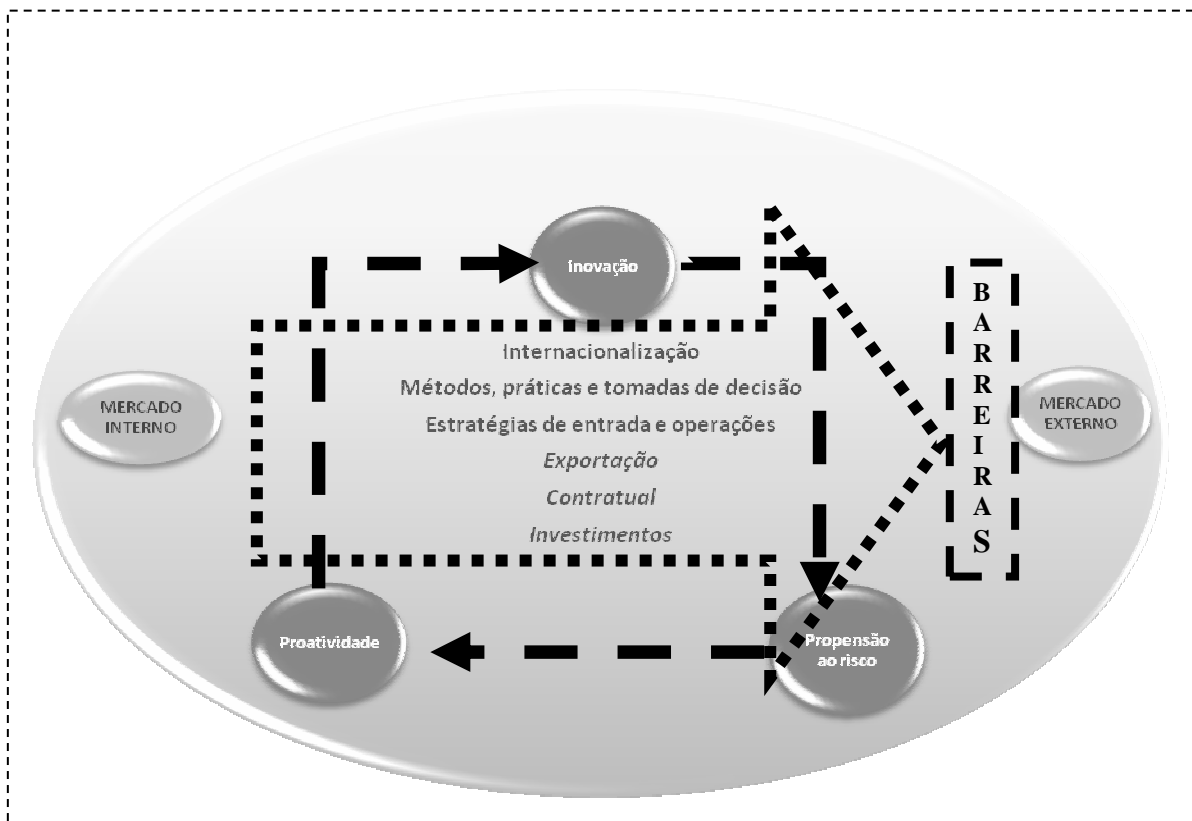 Inovação
Internacionalização
Métodos, práticas e tomadas de decisão
Estratégias de entrada e operações
Exportação
Contratual
Investimentos
MERCADO
INTERNO
B
A
R
R
E
I
R
A
S
MERCADO
EXTERNO
Proatividade
Propensão
ao risco